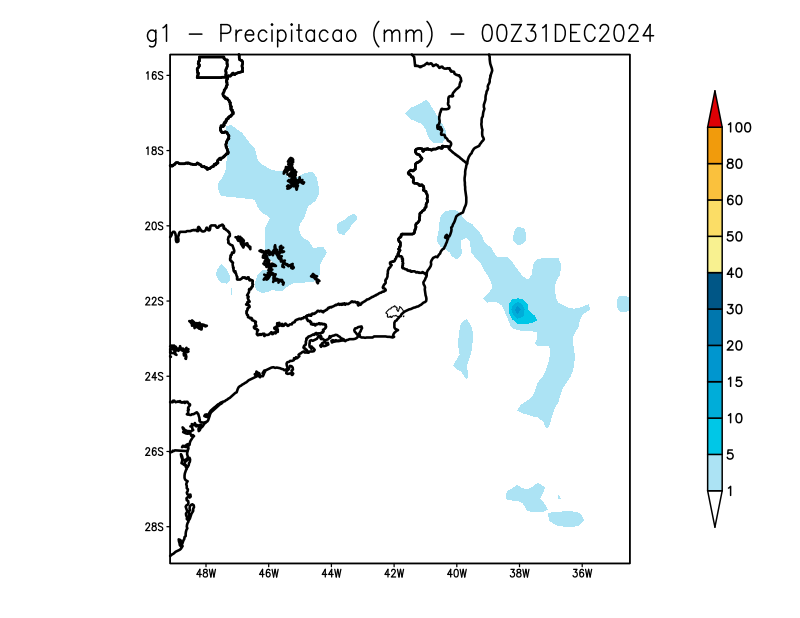 g1 – Precipitacao (mm) – 00Z31DEC2024
16S
18S
20S
22S
24S
26S
28S
48W 46W 44W 42W 40W 38W 36W
100
80
60
50
40
30
20
15
10
5
1